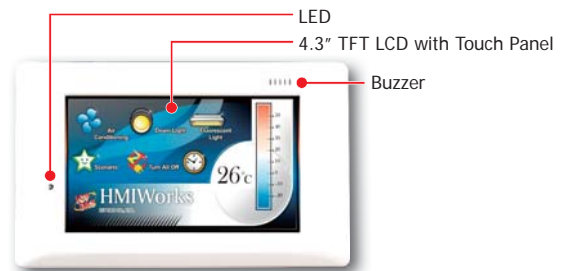 LED
4.3" TFT LCD with Touch Panel
Buzzer
Air
Conditioning
Down Light
Fluorescent
Light
Scenario
Turn All Off
26°c
HMIWorks